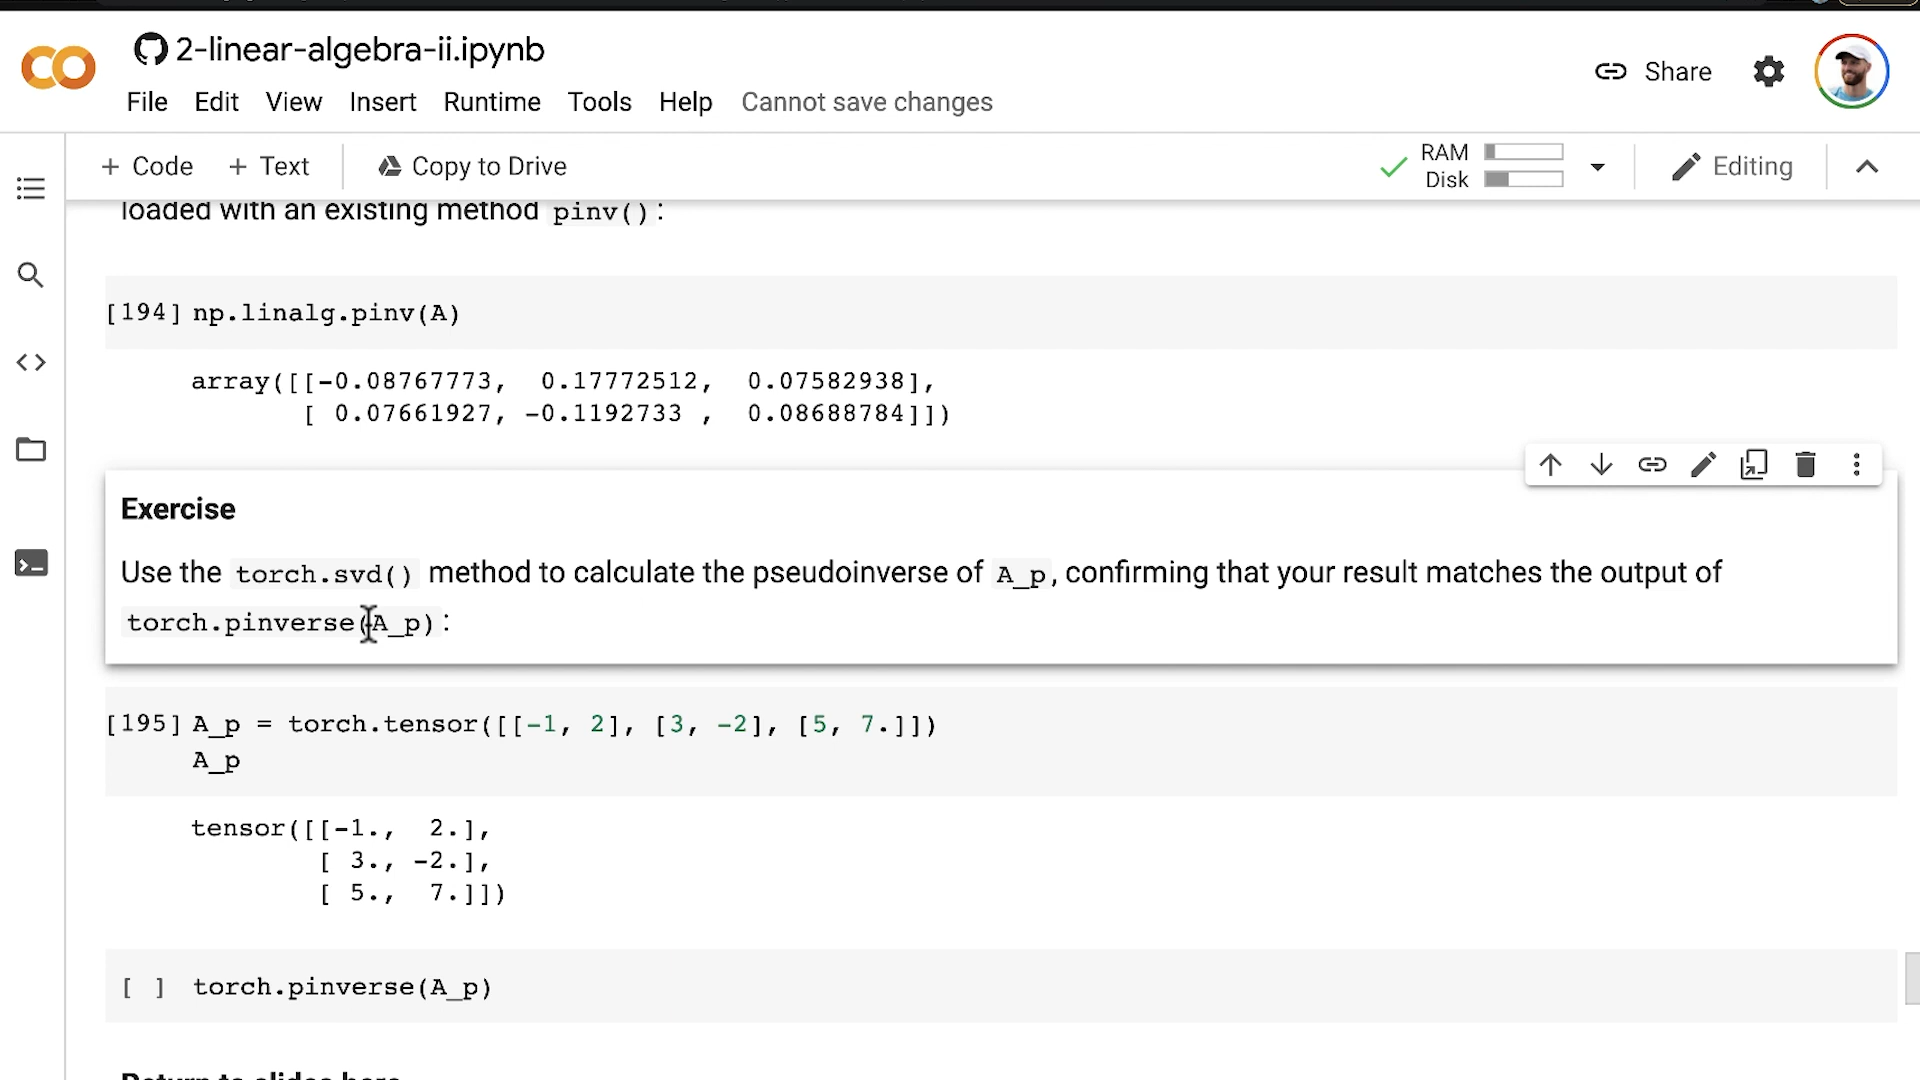 2-linear-algebra-ii.ipynb
File Edit View Insert Runtime Tools Help Cannot save changes
Share
+ Code + Text Copy to Drive
RAM
Disk
Editing
loaded with an existing method pinv():
[194] np.linalg.pinv(A)
array([[-0.08767773, 0.17772512, 0.07582938],
[ 0.07661927, -0.1192733 , 0.08688784]])
Exercise
Use the torch.svd() method to calculate the pseudoinverse of A_p, confirming that your result matches the output of
torch.pinverse(A_p):
[195] A_p = torch.tensor([[-1, 2], [3, -2], [5, 7.]])
A_p
tensor([[-1., 2.],
[ 3., -2.],
[ 5., 7.]])
[ ] torch.pinverse(A_p)
Return to slides here